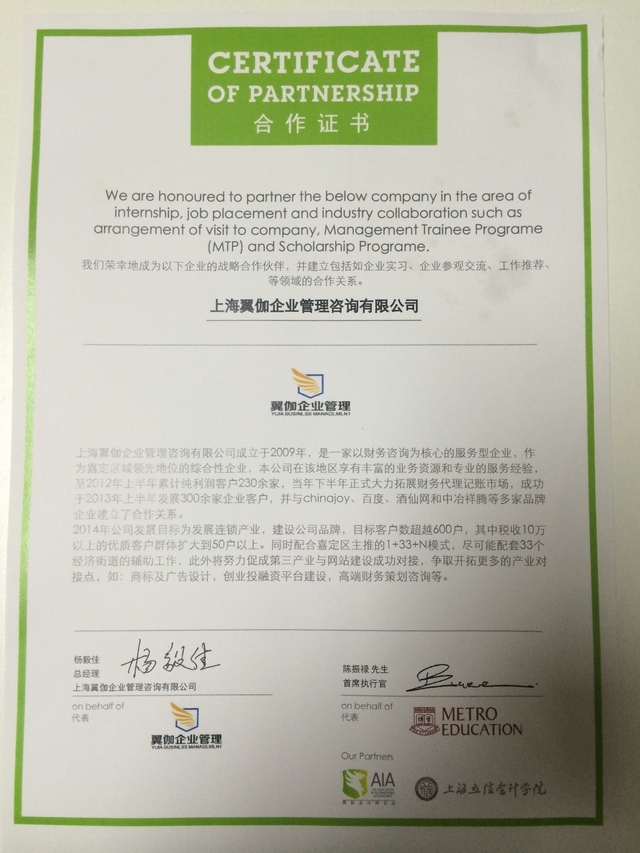 CERTIFICATE
OF PARTNERSHIP
合作证书
We are honoured to partner the below company in the area of
internship, job placement and industry collaboration such as
arrangement of visit to company, Management Trainee Programe
(MTP) and Scholarship Programe.
我们荣幸地成为以下企业的战略合作伙伴，并建立包括如企业实习、企业参观交流、工作推荐、
等领域的合作关系。
上海翼伽企业管理咨询有限公司
翼伽企业管理
YIJIA BUSINLSS MANAGLMLNT
上海翼伽企业管理咨询有限公司成立于2009年，是一家以财务咨询为核心的服务型企业，作
为嘉定区域领先地位的综合性企业，本公司在该地区享有丰富的业务资源和专业的服务经验，
至2012年上半年累计纯利润客户230余家，当年下半年正式大力拓展财务代理记账市场，成功
于2013年上半年发展300余家企业客户，并与chinajoy、百度、酒仙网和中冶祥腾等多家品牌
企业建立了合作关系。
2014年公司发展目标为发展连锁产业，建设公司品牌，目标客户数超越600户，其中税收10万
以上的优质客户群体扩大到50户以上。同时配合嘉定区主推的1+33+N模式，尽可能配套33个
经济街道的辅助工作，此外将努力促成第三产业与网站建设成功对接，争取开拓更多的产业对
接点，如：商标及广告设计，创业投融资平台建设，高端财务策划咨询等。
杨毅佳
杨毅佳
总经理
上海翼伽企业管理咨询有限公司
陈振禄 先生
首席执行官
on behalf of
代表
翼伽企业管理
YIJIA BUSINLSS MANAGLMLNT
on behalf of
代表
METRO
EDUCATION
Our Partners
AIA
上海立信会计学院